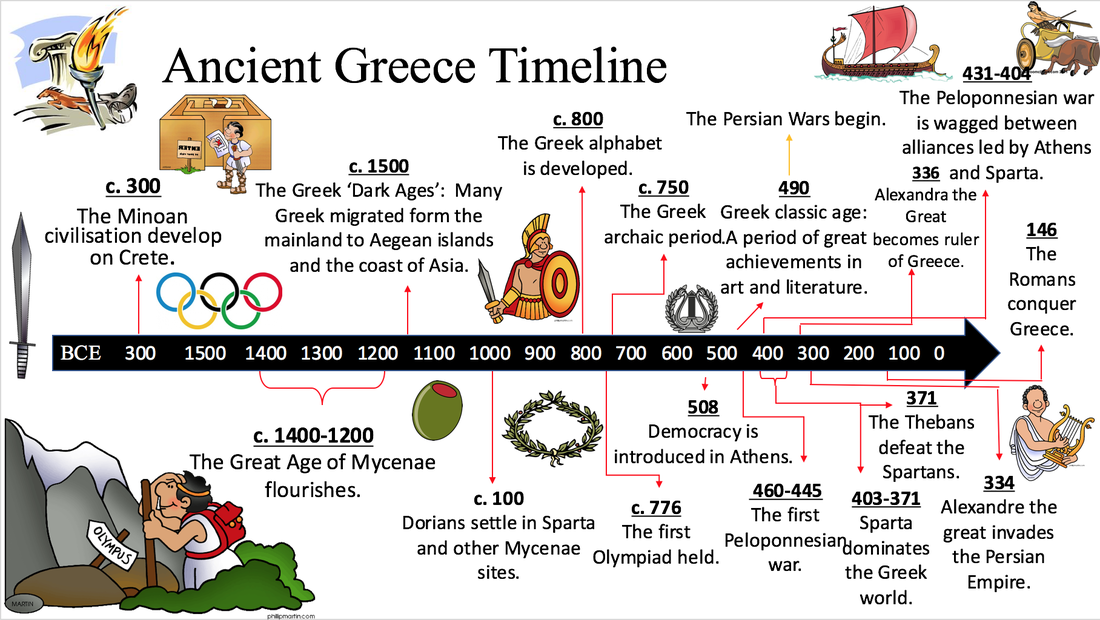 Ancient Greece Timeline
c. 300
The Minoan
civilisation develop
on Crete.
c. 1500
The Greek ‘Dark Ages’:  Many
Greek migrated form the
mainland to Aegean islands
and the coast of Asia.
c. 800
The Greek alphabet
is developed.
c. 750
The Greek
archaic period.
The Persian Wars begin.
490
Greek classic age:
A period of great
achievements in
art and literature.
431-404
The Peloponnesian war
is wagged between
alliances led by Athens
and Sparta.
336
Alexandra the
Great
becomes ruler
of Greece.
146
The
Romans
conquer
Greece.
BCE 300 1500 1400 1300 1200 1100 1000 900 800 700 600 500 400 300 200 100 0
c. 1400-1200
The Great Age of Mycenae
flourishes.
c. 100
Dorians settle in Sparta
and other Mycenae
sites.
c. 776
The first
Olympiad held.
508
Democracy is
introduced in Athens.
460-445
The first
Peloponnesian
war.
403-371
Sparta
dominates
the Greek
world.
371
The Thebans
defeat the
Spartans.
334
Alexandre the
great invades
the Persian
Empire.
OLYMPUS
MARTIN
phillipmartin.com